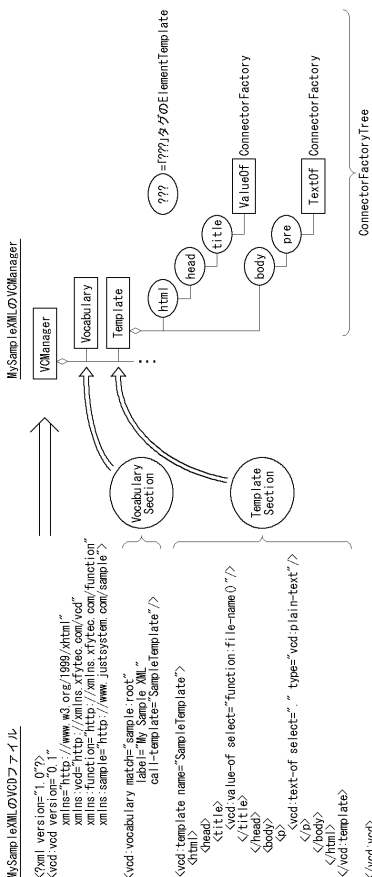 MySampleXMLのVCDファイル
<?xml version="1.0"?>
<vcd:vcd version="0.1"
xmlns="http://www.w3.org/1999/xhtml"
xmlns:vcd="http://xmlns.xfytec.com/vcd"
xmlns:function="http://xmlns.xfytec.com/function"
xmlns:sample="http://www.justsystem.com/sample">
<vcd:vocabulary match="sample:root"
label="My Sample XML"
call-template="SampleTemplate"/>
<vcd:template name="SampleTemplate">
<html>
<head>
<title>
<vcd:value-of select="function:file-name()"/>
</title>
</head>
<body>
<p>
<vcd:text-of select="." type="vcd:plain-text"/>
</p>
</body>
</html>
</vcd:template>
</vcd:vcd>
Vocabulary
Section
Template
Section
MySampleXMLのVCManager
VCManager
Vocabulary
Template
...
html
head
title
ValueOf
ConnectorFactory
body
pre
TextOf
ConnectorFactory
??? =「???」タグのElementTemplate
ConnectorFactoryTree